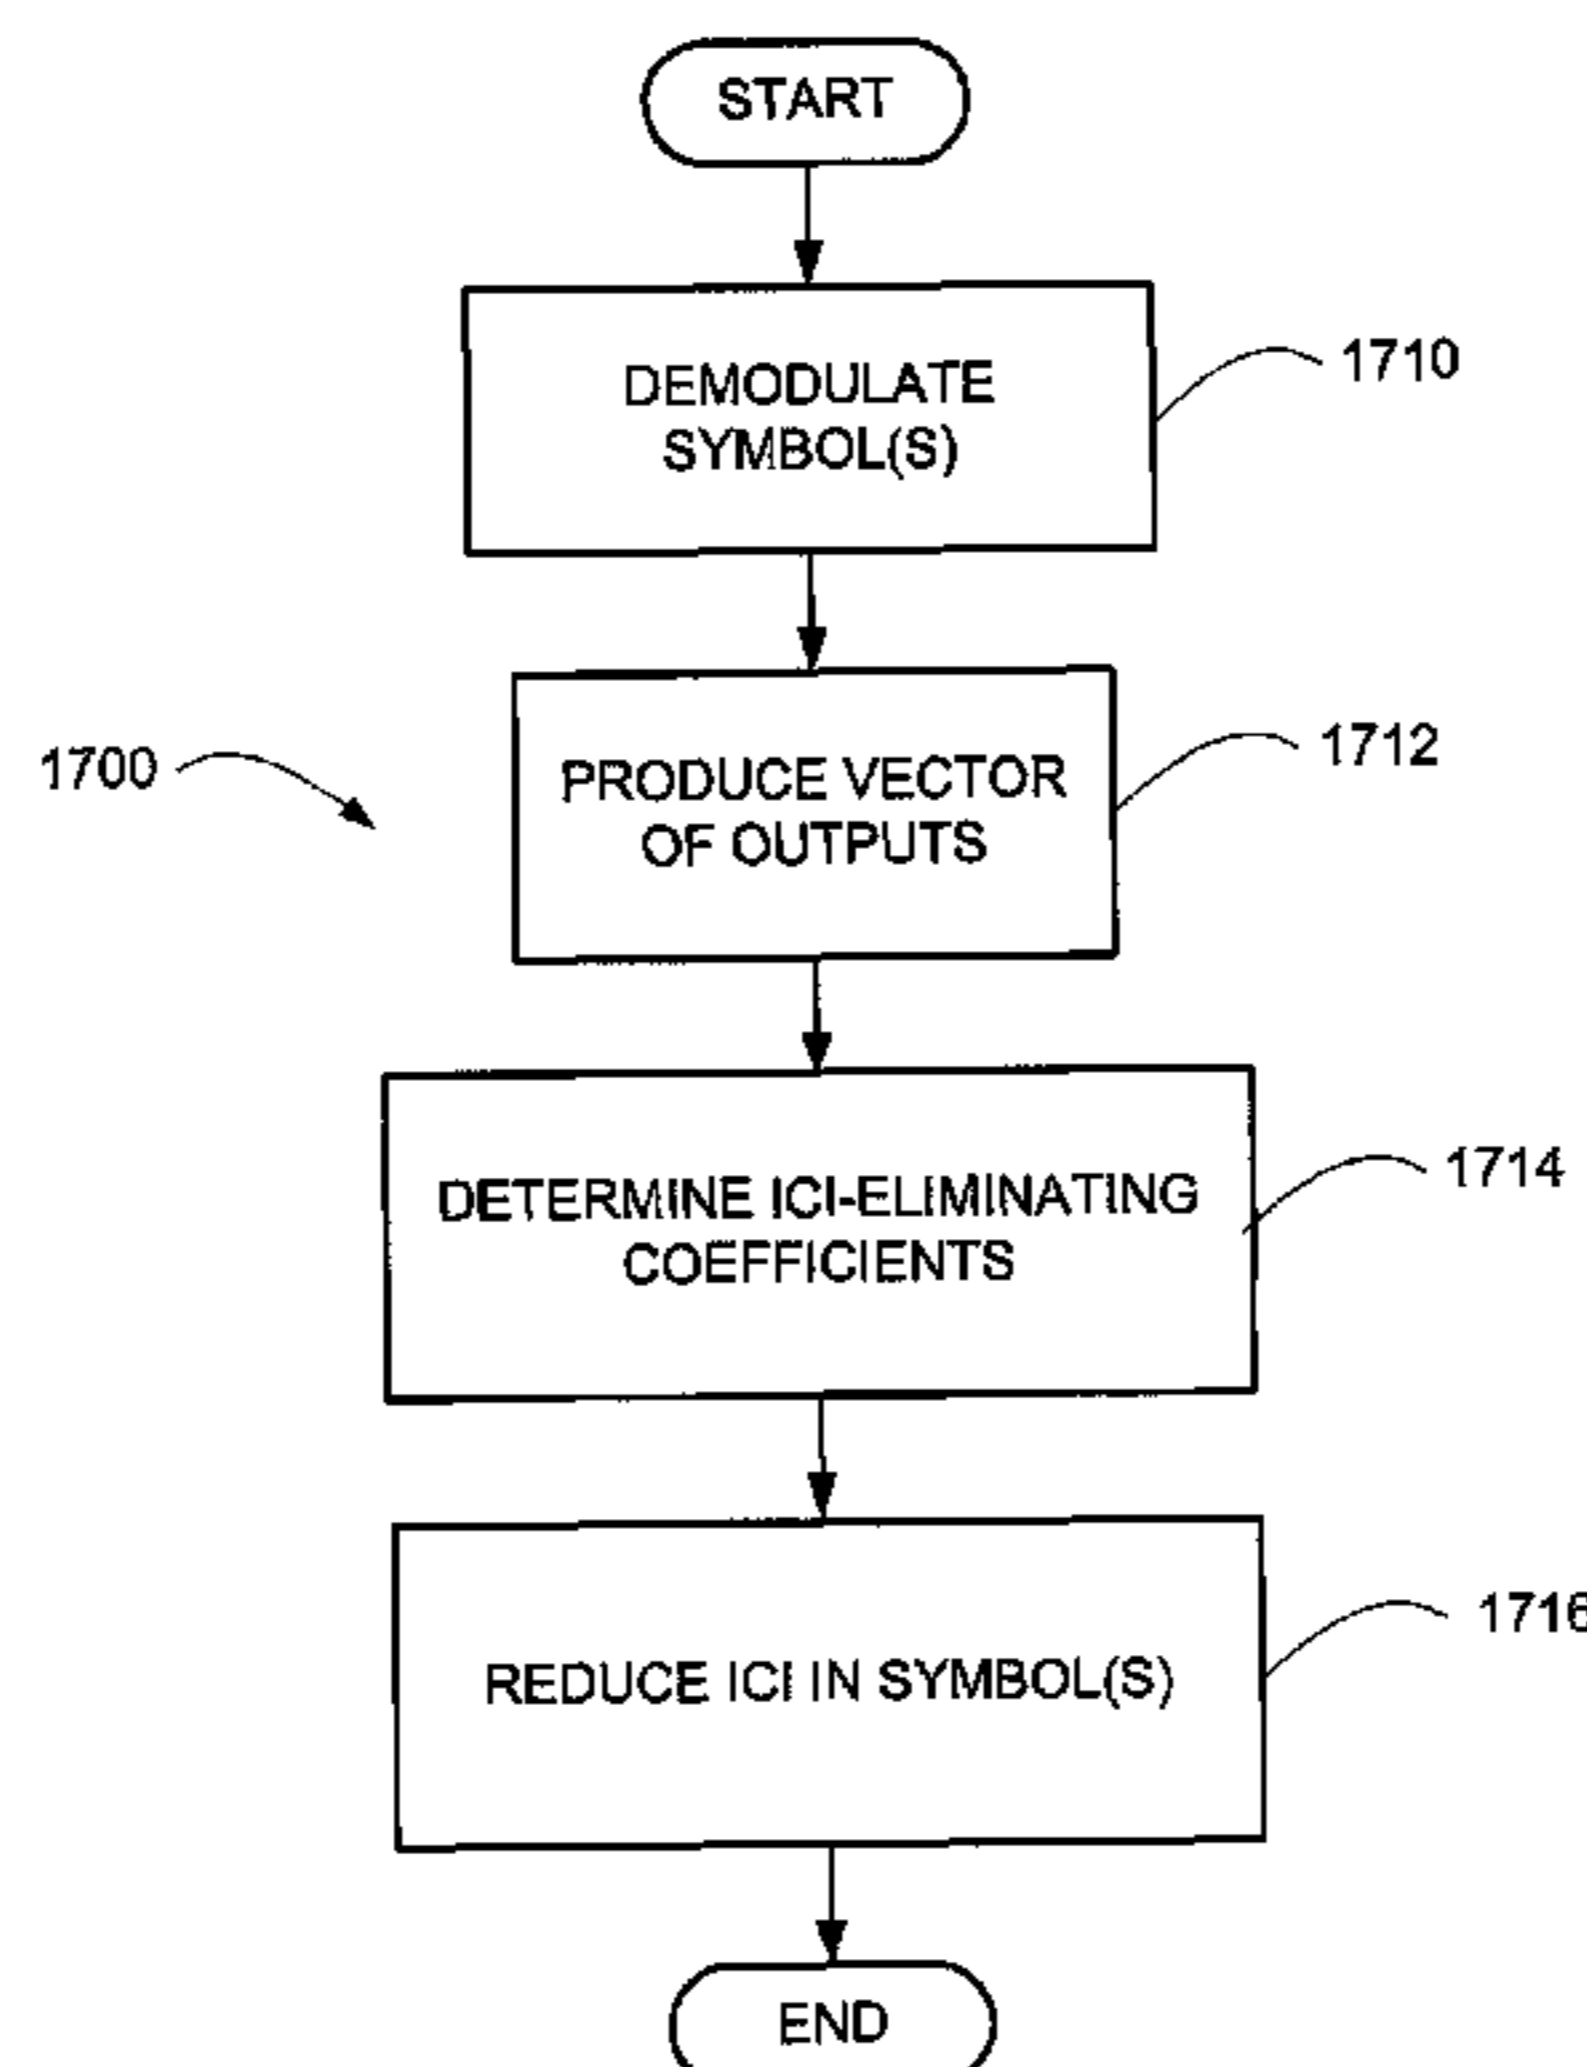 START
DEMODULATE
SYMBOL(S)
1710
PRODUCE VECTOR
OF OUTPUTS
1712
1700
DETERMINE ICI-ELIMINATING
COEFFICIENTS
1714
REDUCE ICI IN SYMBOL(S)
1716
END